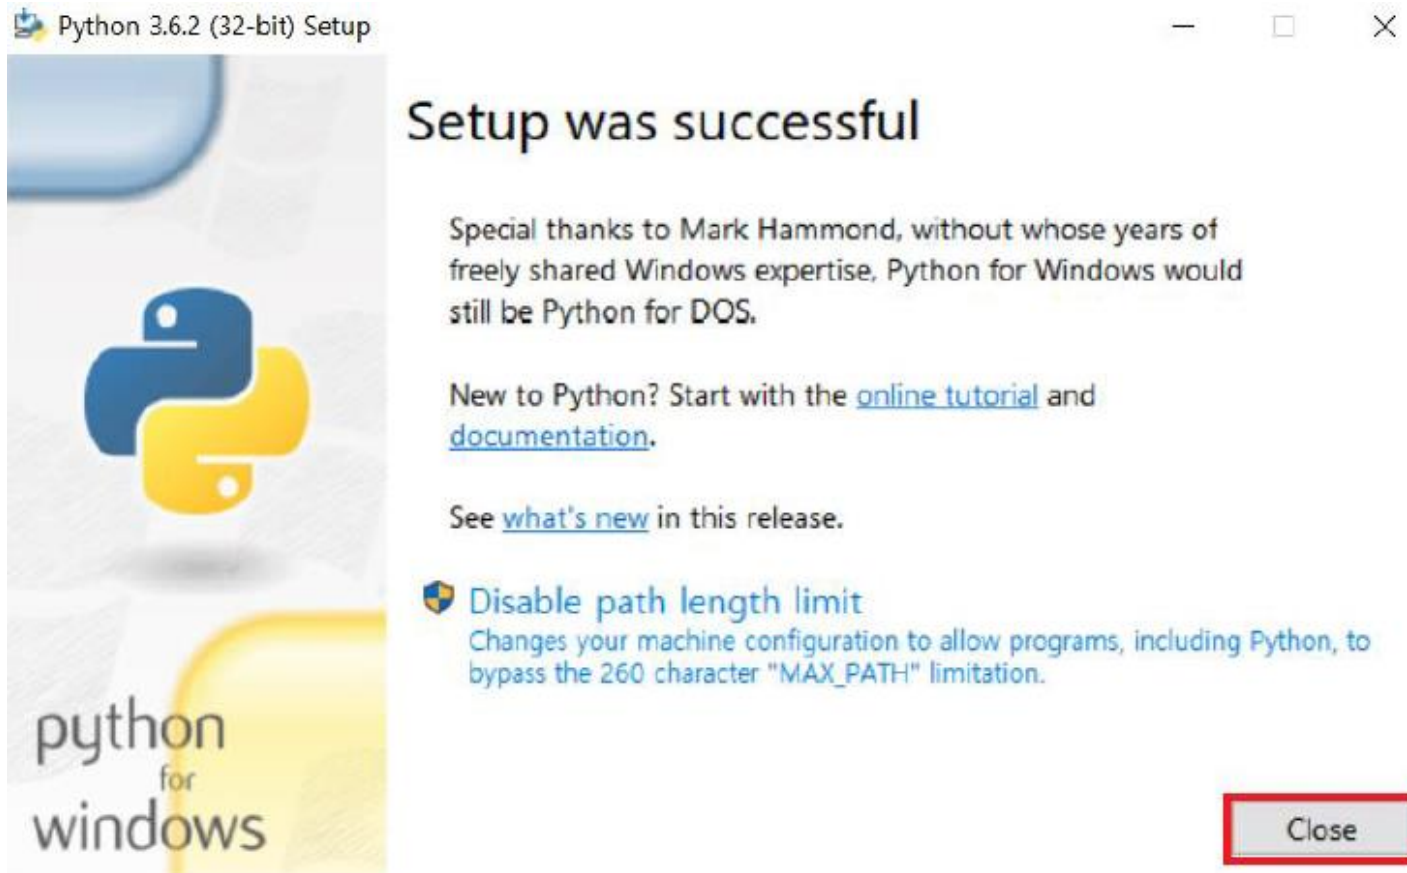 Python 3.6.2 (32-bit) Setup
Setup was successful
Special thanks to Mark Hammond, without whose years of
freely shared Windows expertise, Python for Windows would
still be Python for DOS.
New to Python? Start with the online tutorial and
documentation.
See what's new in this release.
Disable path length limit
Changes your machine configuration to allow programs, including Python, to
bypass the 260 character "MAX_PATH" limitation.
python
for
windows
Close